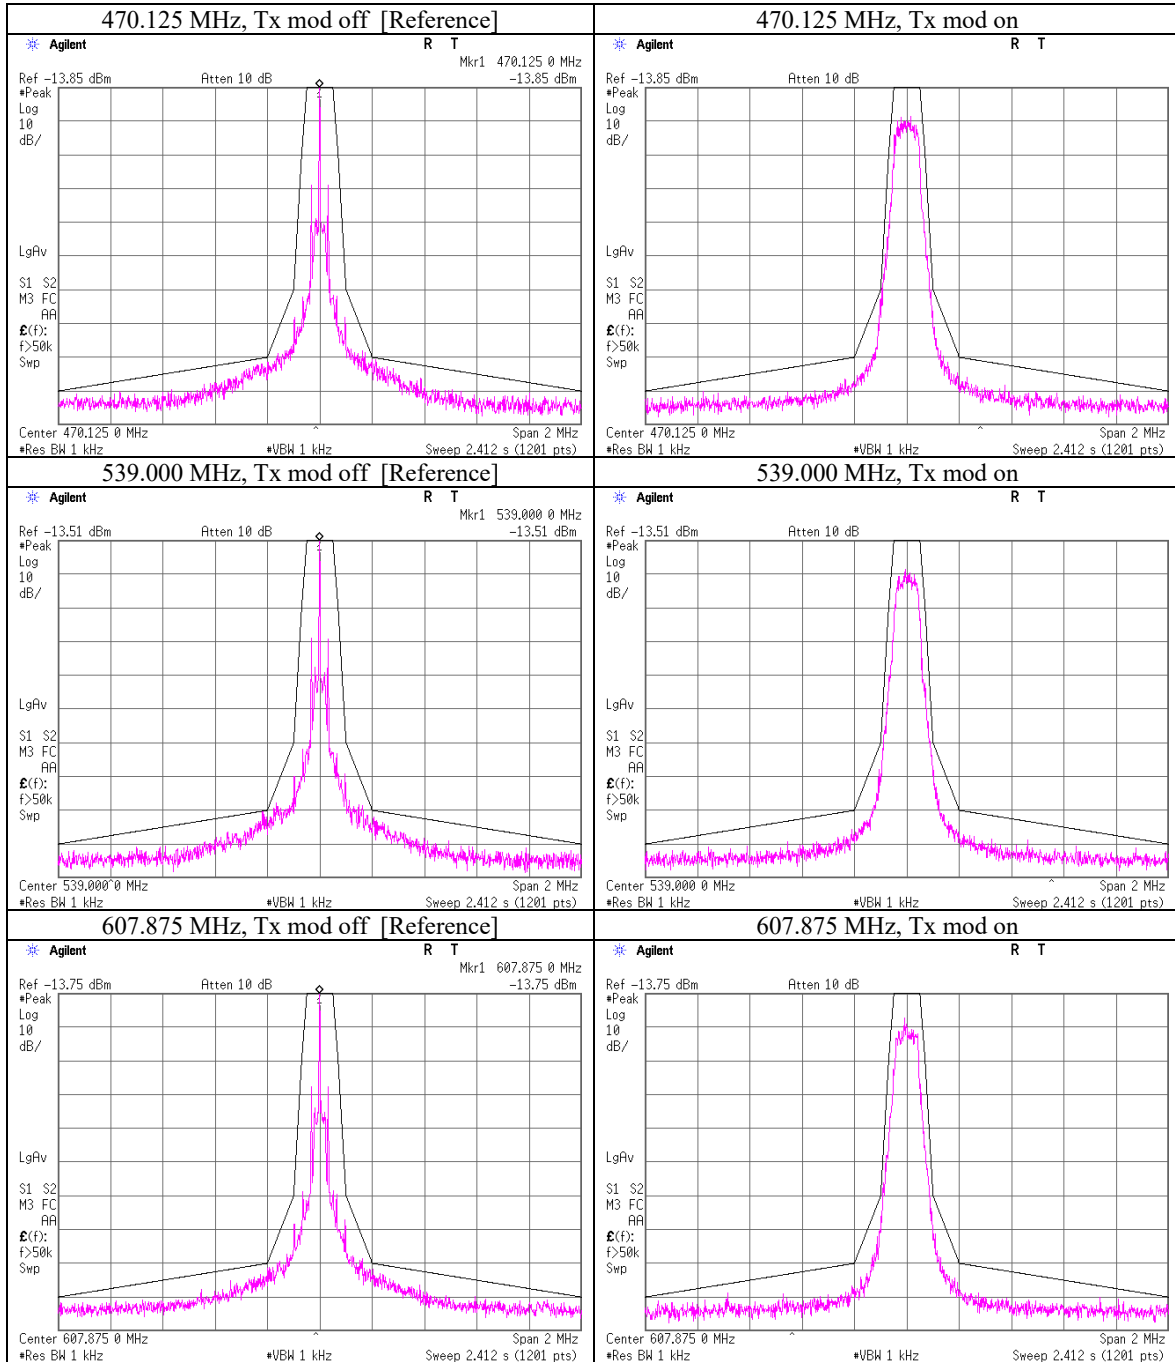 470.125 MHz, Tx mod off [Reference]
470.125 MHz, Tx mod on
Agilent R T
Mkr1 470.125 0 MHz
Ref -13.85 dBm Atten 10 dB -13.85 dBm
#Peak
Log
10
dB/
LgAv
S1 S2
M3 FC
AA
£(f):
f>50k
Swp
Center 470.125 0 MHz Span 2 MHz
#Res BW 1 kHz #VBW 1 kHz Sweep 2.412 s (1201 pts)
Agilent R T
Ref -13.85 dBm Atten 10 dB
#Peak
Log
10
dB/
LgAv
S1 S2
M3 FC
AA
£(f):
f>50k
Swp
Center 470.125 0 MHz Span 2 MHz
#Res BW 1 kHz #VBW 1 kHz Sweep 2.412 s (1201 pts)
539.000 MHz, Tx mod off [Reference]
539.000 MHz, Tx mod on
Agilent R T
Mkr1 539.000 0 MHz
Ref -13.51 dBm Atten 10 dB -13.51 dBm
#Peak
Log
10
dB/
LgAv
S1 S2
M3 FC
AA
£(f):
f>50k
Swp
Center 539.000 0 MHz Span 2 MHz
#Res BW 1 kHz #VBW 1 kHz Sweep 2.412 s (1201 pts)
Agilent R T
Ref -13.51 dBm Atten 10 dB
#Peak
Log
10
dB/
LgAv
S1 S2
M3 FC
AA
£(f):
f>50k
Swp
Center 539.000 0 MHz Span 2 MHz
#Res BW 1 kHz #VBW 1 kHz Sweep 2.412 s (1201 pts)
607.875 MHz, Tx mod off [Reference]
607.875 MHz, Tx mod on
Agilent R T
Mkr1 607.875 0 MHz
Ref -13.75 dBm Atten 10 dB -13.75 dBm
#Peak
Log
10
dB/
LgAv
S1 S2
M3 FC
AA
£(f):
f>50k
Swp
Center 607.875 0 MHz Span 2 MHz
#Res BW 1 kHz #VBW 1 kHz Sweep 2.412 s (1201 pts)
Agilent R T
Ref -13.75 dBm Atten 10 dB
#Peak
Log
10
dB/
LgAv
S1 S2
M3 FC
AA
£(f):
f>50k
Swp
Center 607.875 0 MHz Span 2 MHz
#Res BW 1 kHz #VBW 1 kHz Sweep 2.412 s (1201 pts)